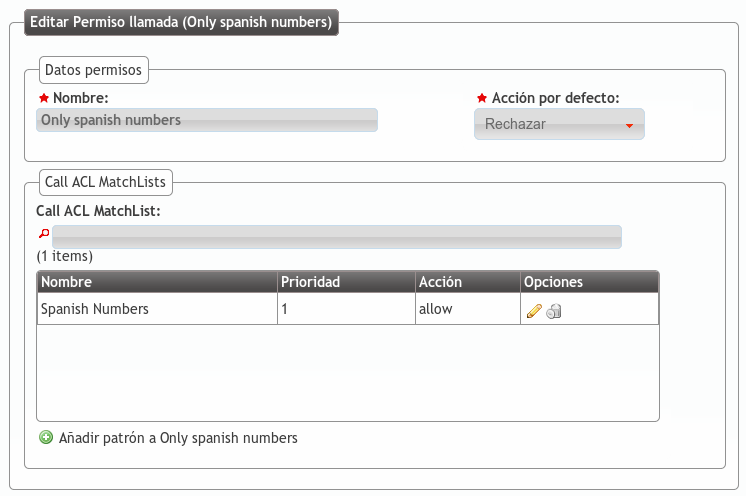 Editar Permiso llamada (Only spanish numbers)
Datos permisos
Nombre: Acción por defecto:
Only spanish numbers Rechazar
Call ACL MatchLists
Call ACL MatchList:
(1 items)
Nombre Prioridad Acción Opciones
Spanish Numbers 1 allow
Añadir patrón a Only spanish numbers